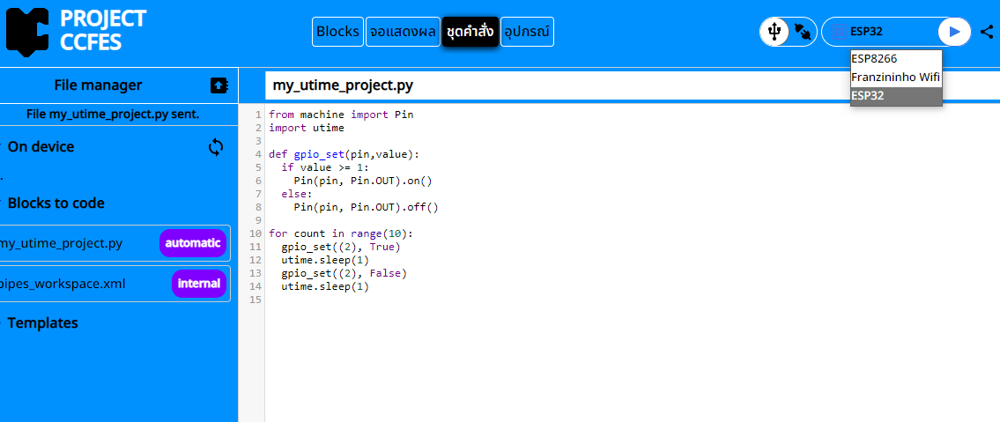 PROJECT
CCFES
Blocks
จอแสดงผล
ชุดคำสั่ง
อุปกรณ์
ESP32
ESP8266
Franzininho Wifi
ESP32
File manager
my_utime_project.py
File my_utime_project.py sent.
On device
.
Blocks to code
my_utime_project.py automatic
pipes_workspace.xml internal
Templates
1 from machine import Pin
2 import utime
3
4 def gpio_set(pin,value):
5   if value >= 1:
6     Pin(pin, Pin.OUT).on()
7   else:
8     Pin(pin, Pin.OUT).off()
9
10 for count in range(10):
11   gpio_set((2), True)
12   utime.sleep(1)
13   gpio_set((2), False)
14   utime.sleep(1)
15